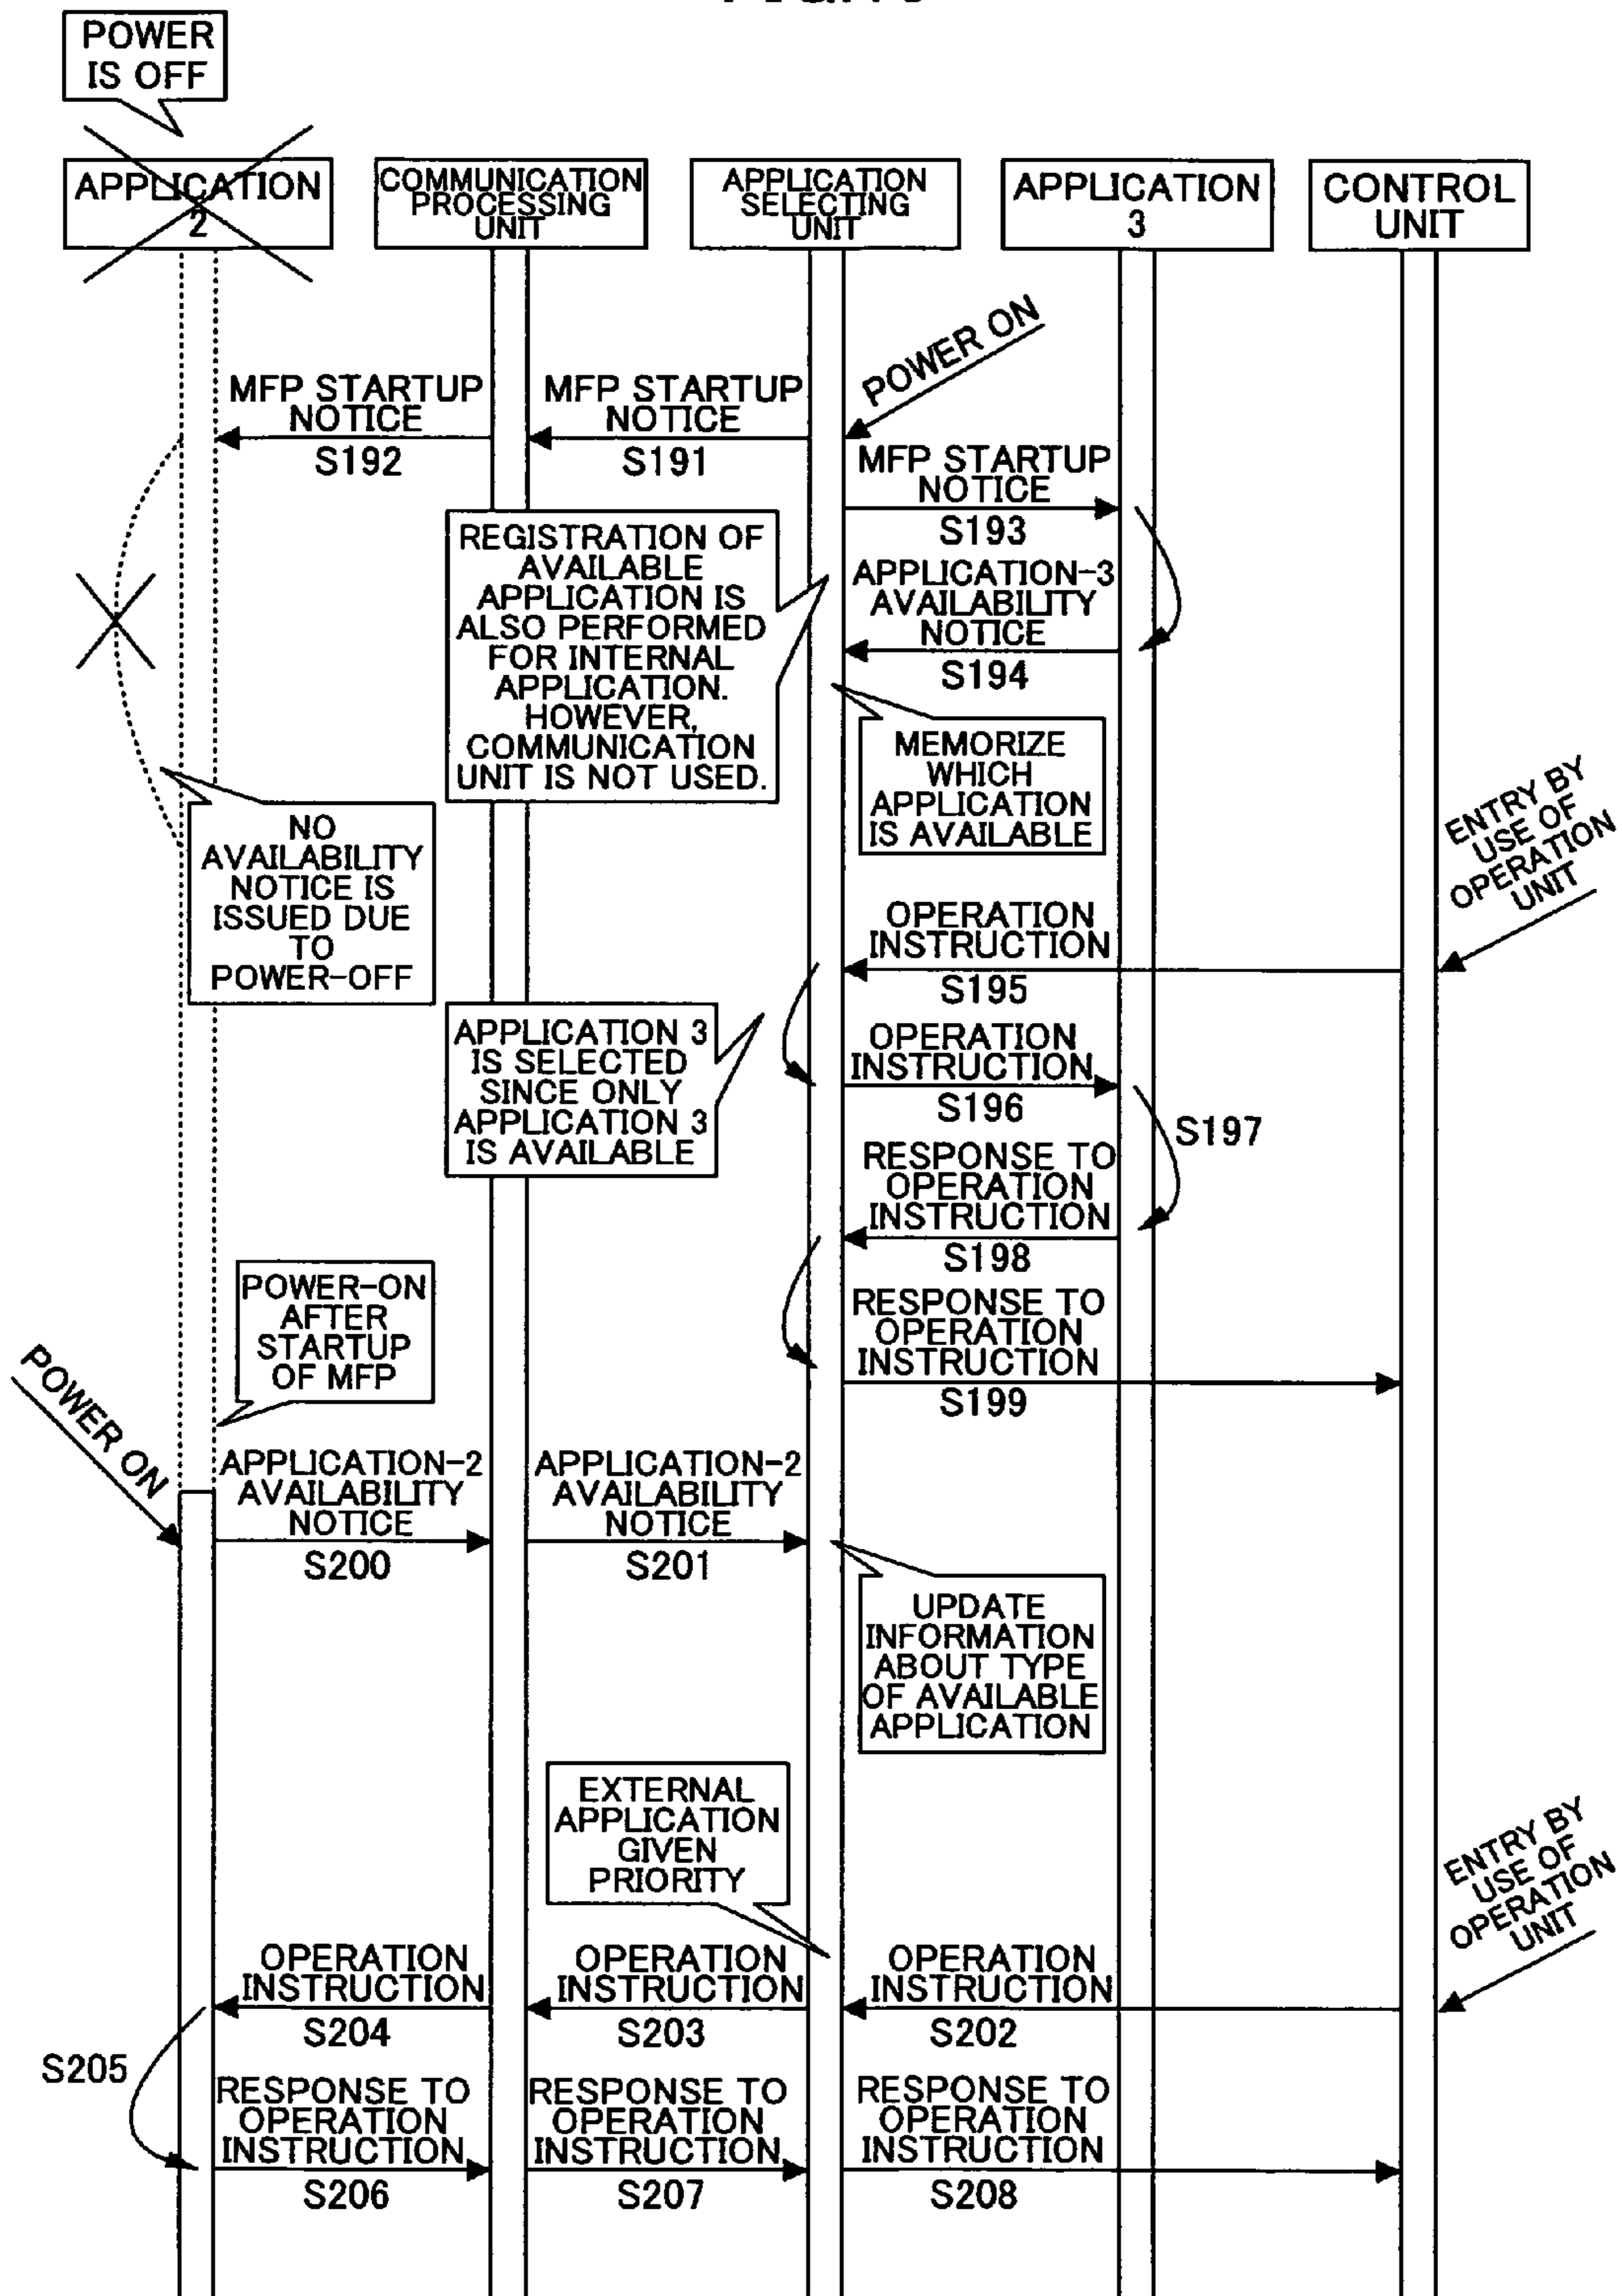 POWER
IS OFF
APPLICATION
2
COMMUNICATION
PROCESSING
UNIT
APPLICATION
SELECTING
UNIT
APPLICATION
3
CONTROL
UNIT
POWER ON
MFP STARTUP
NOTICE
S192
MFP STARTUP
NOTICE
S191
MFP STARTUP
NOTICE
S193
REGISTRATION OF
AVAILABLE
APPLICATION IS
ALSO PERFORMED
FOR INTERNAL
APPLICATION.
HOWEVER,
COMMUNICATION
UNIT IS NOT USED.
APPLICATION-3
AVAILABILITY
NOTICE
S194
MEMORIZE
WHICH
APPLICATION
IS AVAILABLE
NO
AVAILABILITY
NOTICE IS
ISSUED DUE
TO
POWER-OFF
ENTRY BY
USE OF
OPERATION
UNIT
OPERATION
INSTRUCTION
S195
APPLICATION 3
IS SELECTED
SINCE ONLY
APPLICATION 3
IS AVAILABLE
OPERATION
INSTRUCTION
S196
S197
RESPONSE TO
OPERATION
INSTRUCTION
S198
RESPONSE TO
OPERATION
INSTRUCTION
S199
POWER-ON
AFTER
STARTUP
OF MFP
POWER ON
APPLICATION-2
AVAILABILITY
NOTICE
S200
APPLICATION-2
AVAILABILITY
NOTICE
S201
UPDATE
INFORMATION
ABOUT TYPE
OF AVAILABLE
APPLICATION
EXTERNAL
APPLICATION
GIVEN
PRIORITY
ENTRY BY
USE OF
OPERATION
UNIT
OPERATION
INSTRUCTION
S204
OPERATION
INSTRUCTION
S203
OPERATION
INSTRUCTION
S202
S205
RESPONSE TO
OPERATION
INSTRUCTION
S206
RESPONSE TO
OPERATION
INSTRUCTION
S207
RESPONSE TO
OPERATION
INSTRUCTION
S208